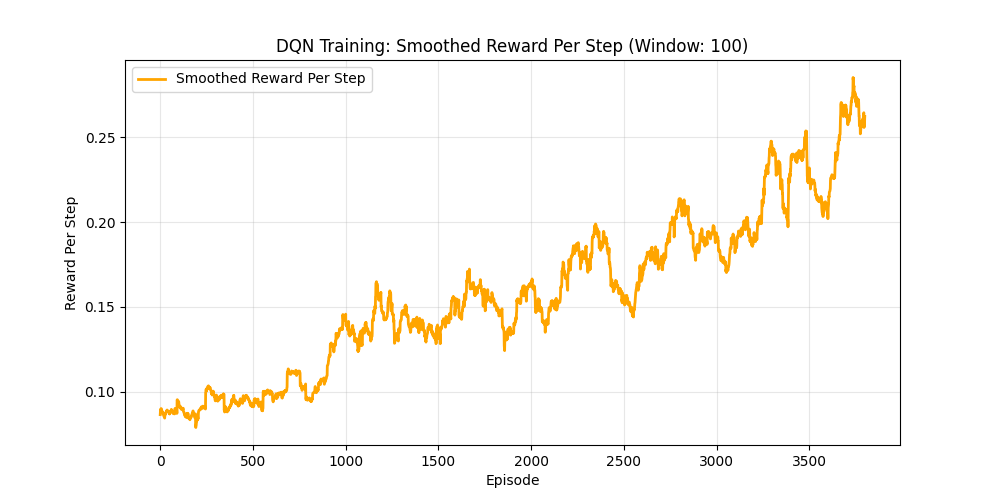 DQN Training: Smoothed Reward Per Step (Window: 100)
Smoothed Reward Per Step
0.25
0.20
0.15
0.10
Reward Per Step
0 500 1000 1500 2000 2500 3000 3500
Episode